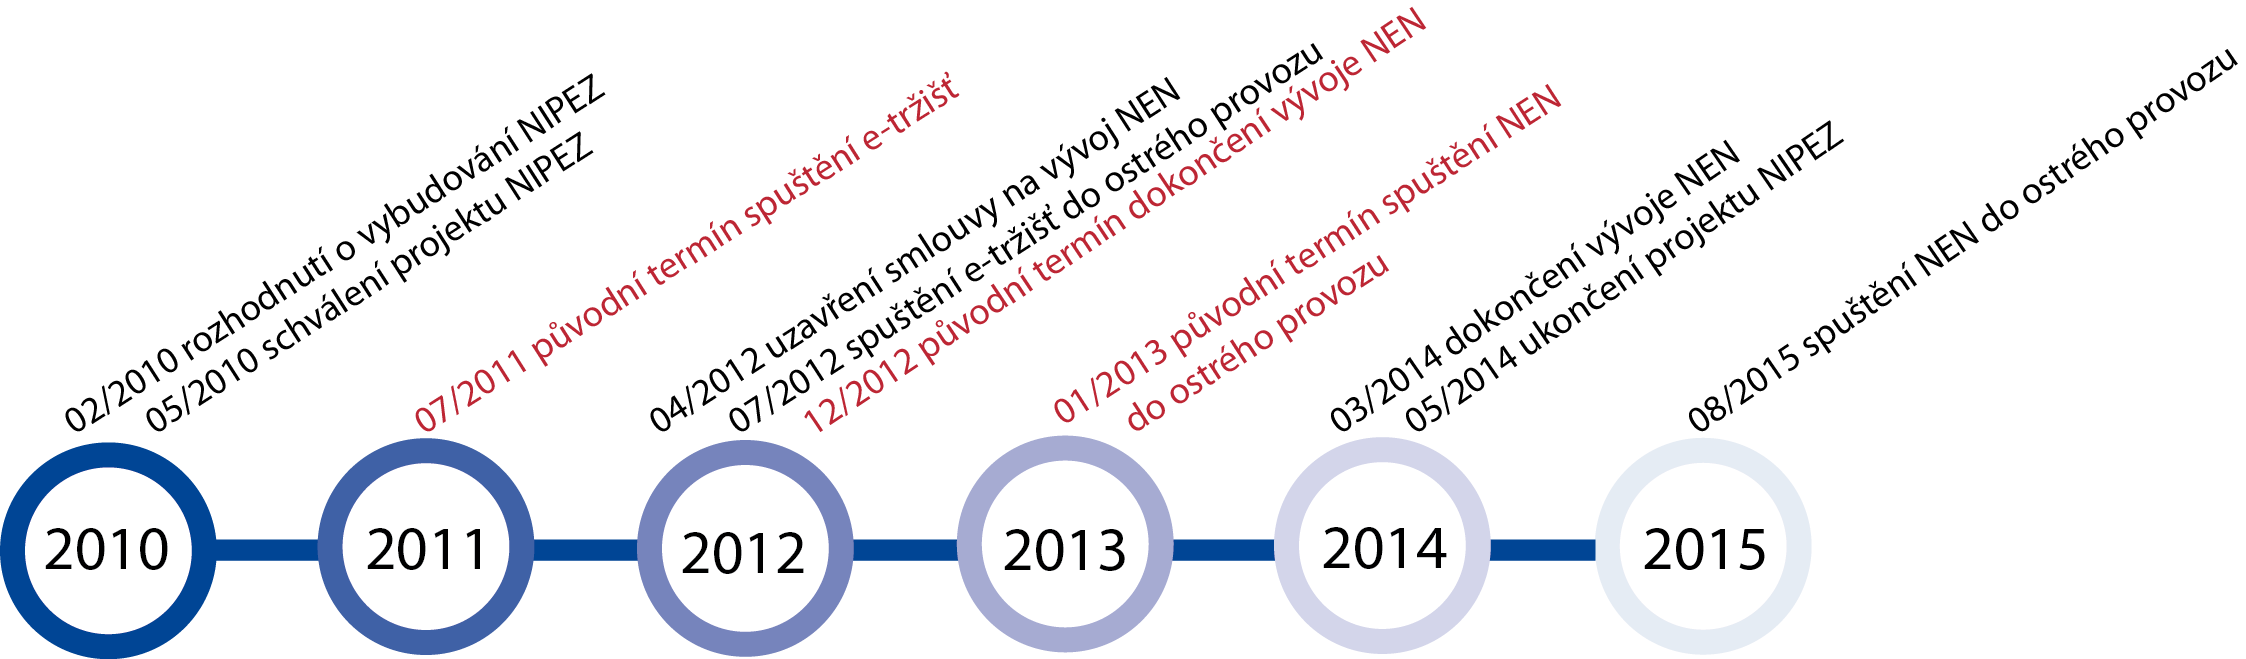 02/2010 rozhodnutí o vybudování NIPEZ
05/2010 schválení projektu NIPEZ
07/2011 původní termín spuštění e-tržišť
04/2012 uzavření smlouvy na vývoj NEN
07/2012 spuštění e-tržišť do ostrého provozu
12/2012 původní termín dokončení vývoje NEN
01/2013 původní termín spuštění NEN
do ostrého provozu
03/2014 dokončení vývoje NEN
05/2014 ukončení projektu NIPEZ
08/2015 spuštění NEN do ostrého provozu
2010
2011
2012
2013
2014
2015